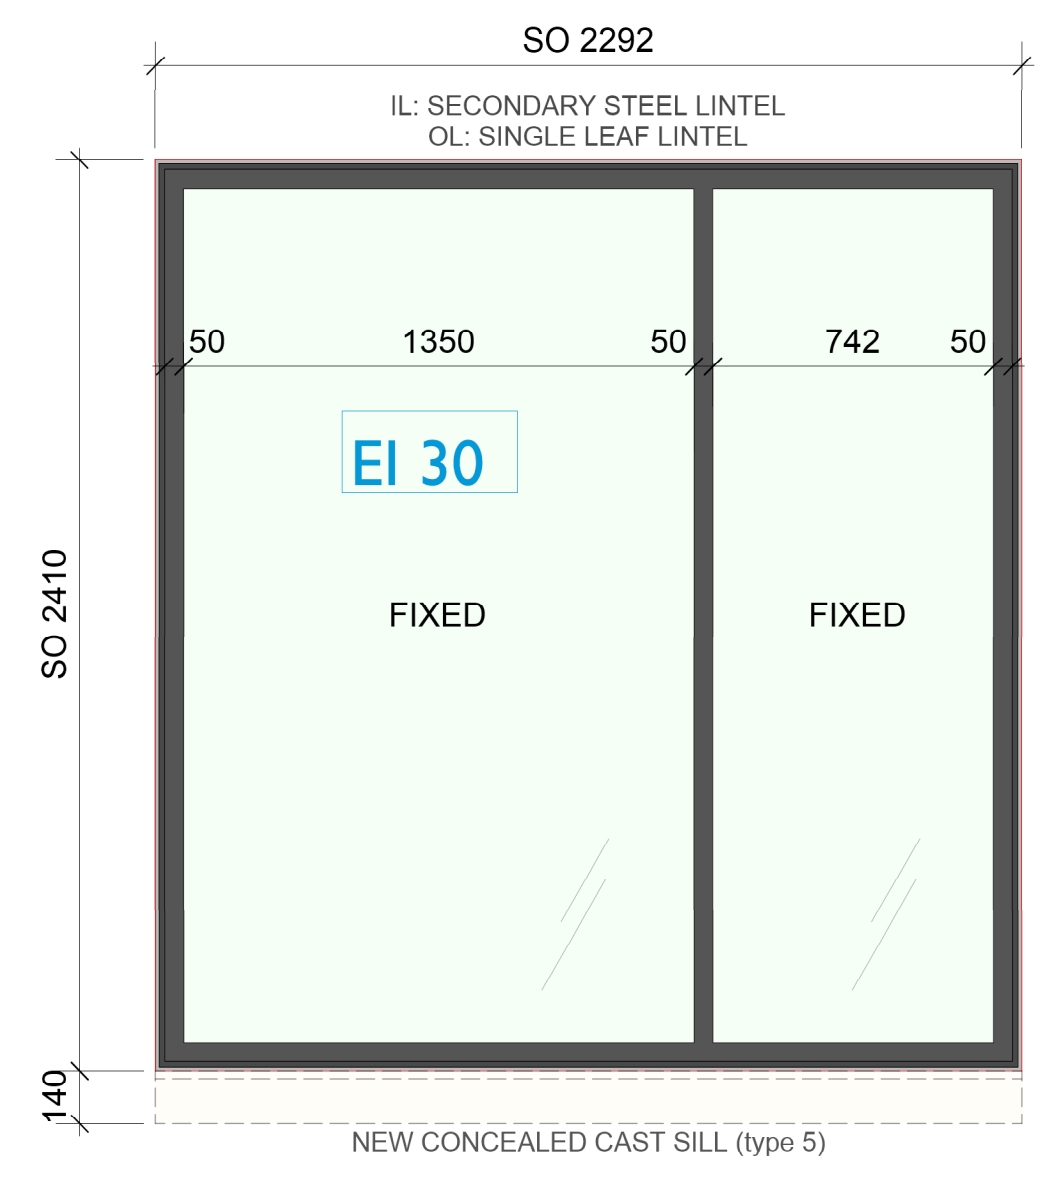 SO 2292
IL: SECONDARY STEEL LINTEL
OL: SINGLE LEAF LINTEL
50 1350 50 742 50
EI 30
SO 2410
FIXED FIXED
140
NEW CONCEALED CAST SILL (type 5)